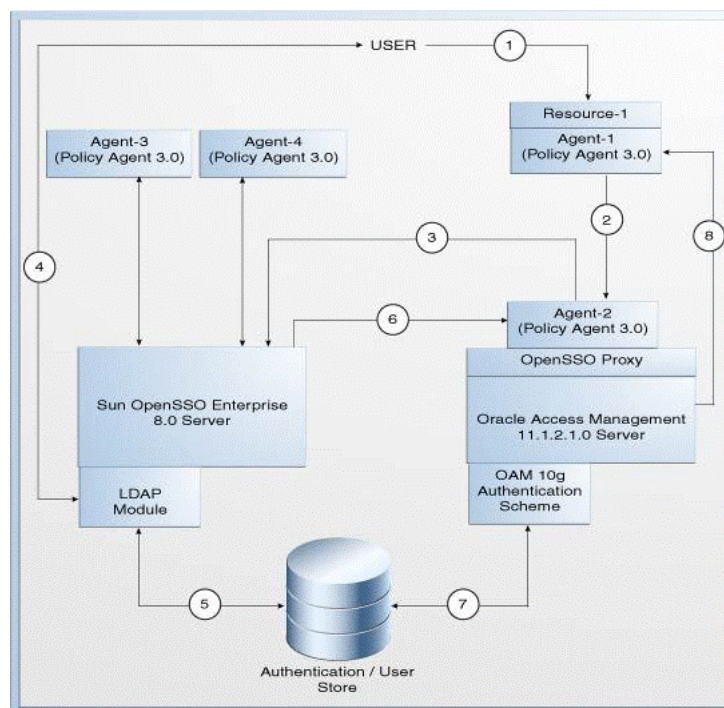 USER
1
Resource-1
Agent-1
(Policy Agent 3.0)
Agent-3
(Policy Agent 3.0)
Agent-4
(Policy Agent 3.0)
2
8
3
4
Agent-2
(Policy Agent 3.0)
6
OpenSSO Proxy
Sun OpenSSO Enterprise
8.0 Server
Oracle Access Management
11.1.2.1.0 Server
LDAP
Module
OAM 10g
Authentication
Scheme
5
7
Authentication / User
Store